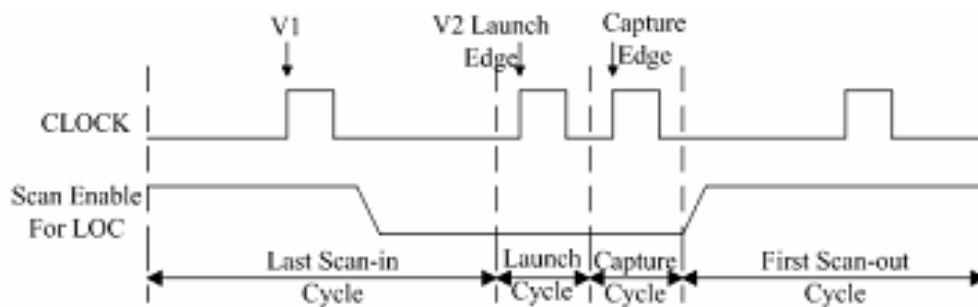 V1
V2 Launch
Edge
Capture
Edge
CLOCK
Scan Enable
For LOC
Last Scan-in
Cycle
Launch
Cycle
Capture
Cycle
First Scan-out
Cycle